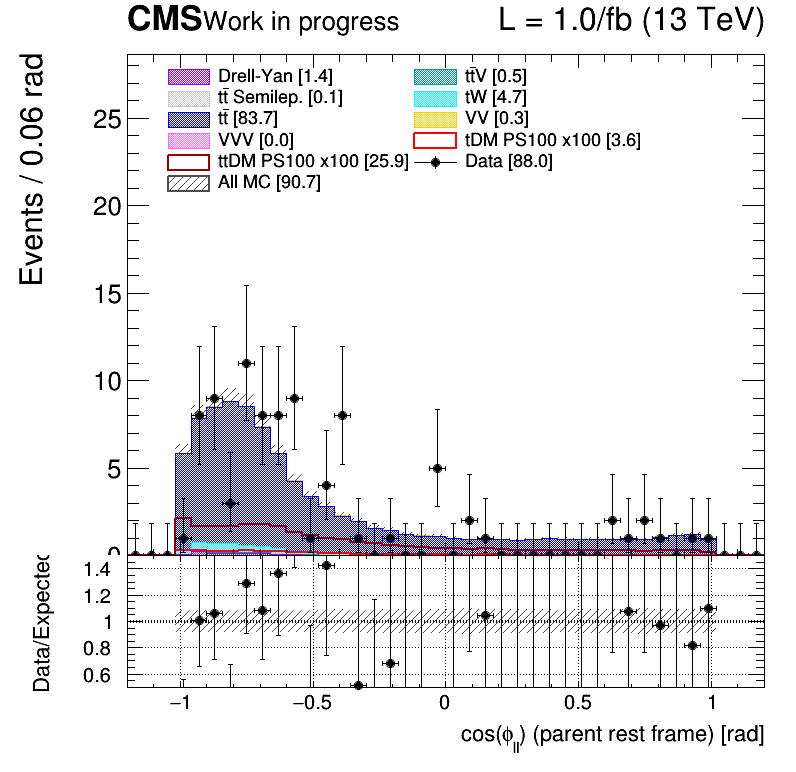 CMS Work in progress L = 1.0/fb (13 TeV)
Events / 0.06 rad
Drell-Yan [1.4] tt̄V [0.5]
tt̄ Semilep. [0.1] tW [4.7]
tt̄ [83.7] VV [0.3]
VVV [0.0] tDM PS100 x100 [3.6]
ttDM PS100 x100 [25.9] Data [88.0]
All MC [90.7]
25
20
15
10
5
0
Data/Expected
1.4
1.2
1
0.8
0.6
−1 −0.5 0 0.5 1
cos(ϕ_ll) (parent rest frame) [rad]